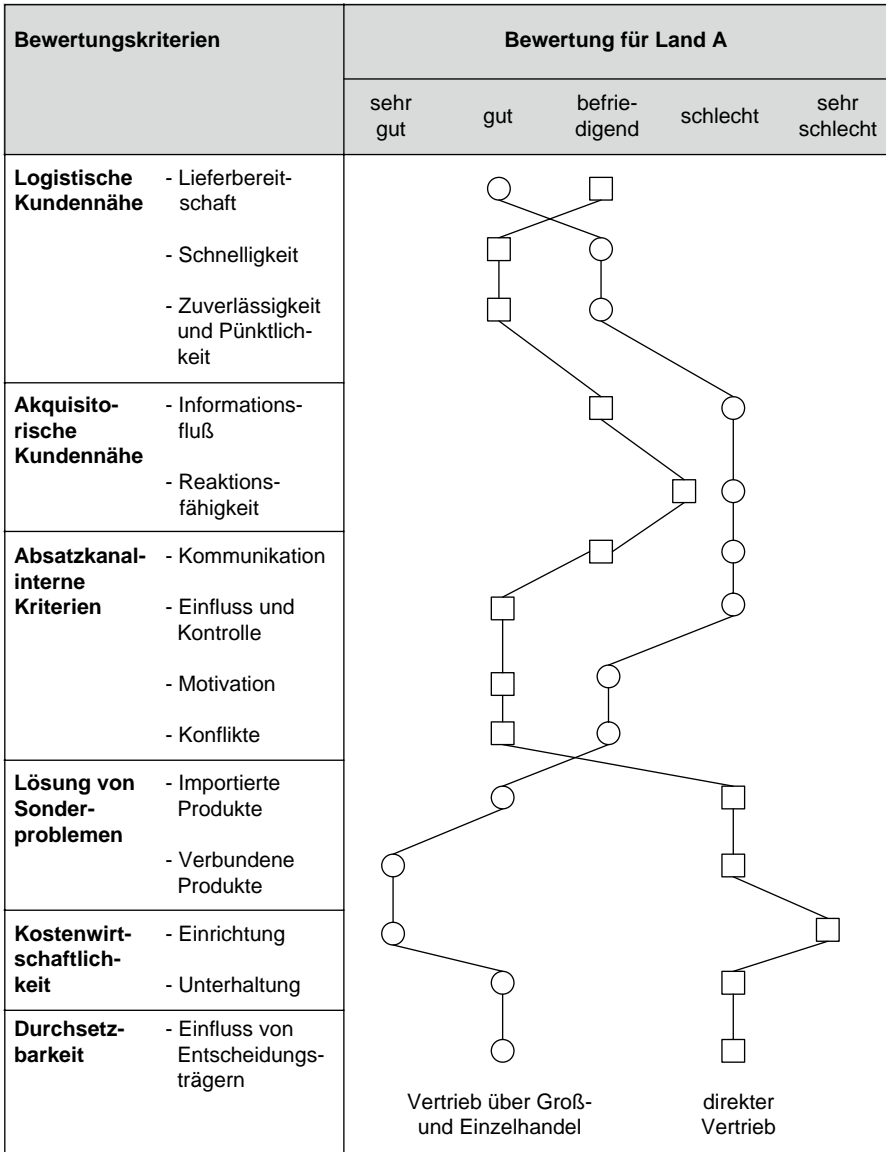 Bewertungskriterien
Bewertung für Land A
sehr
gut
gut
befrie-
digend
schlecht
sehr
schlecht
Logistische
Kundennähe
- Lieferbereit-
schaft
- Schnelligkeit
- Zuverlässigkeit
und Pünktlich-
keit
Akquisito-
rische
Kundennähe
- Informations-
fluß
- Reaktions-
fähigkeit
Absatzkanal-
interne
Kriterien
- Kommunikation
- Einfluss und
Kontrolle
- Motivation
- Konflikte
Lösung von
Sonder-
problemen
- Importierte
Produkte
- Verbundene
Produkte
Kostenwirt-
schaftlich-
keit
- Einrichtung
- Unterhaltung
Durchsetz-
barkeit
- Einfluss von
Entscheidungs-
trägern
Vertrieb über Groß-
und Einzelhandel
direkter
Vertrieb